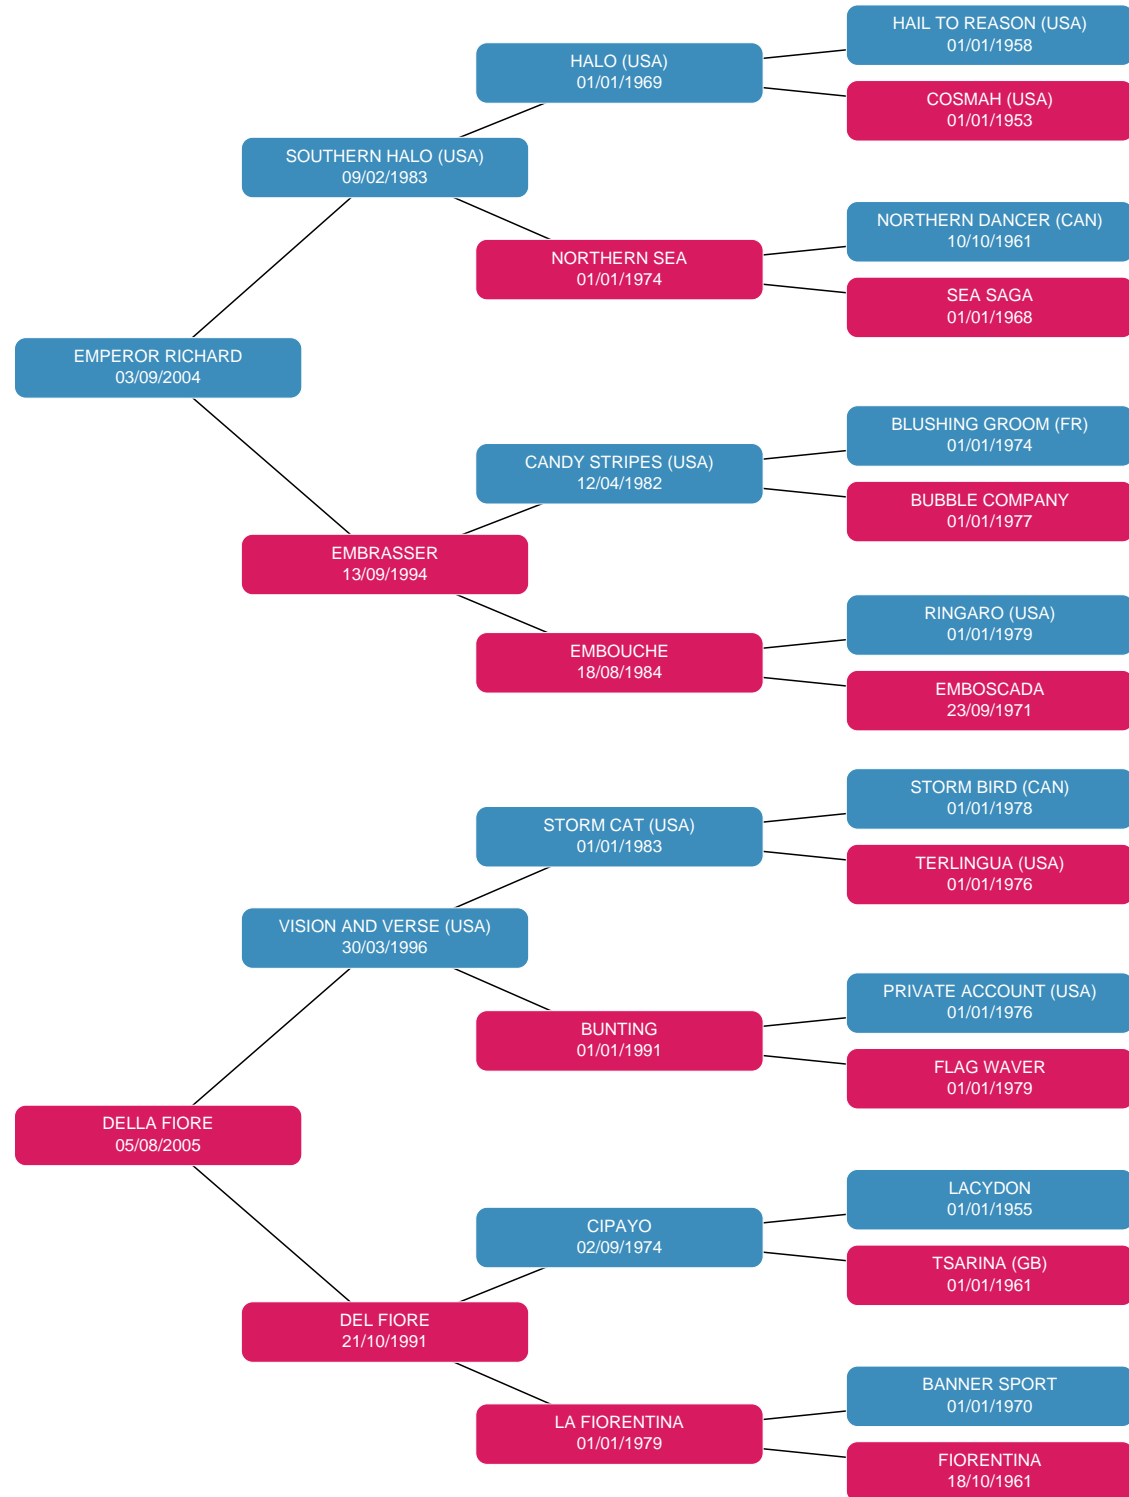 HAIL TO REASON (USA)
01/01/1958
HALO (USA)
01/01/1969
COSMAH (USA)
01/01/1953
SOUTHERN HALO (USA)
09/02/1983
NORTHERN DANCER (CAN)
10/10/1961
NORTHERN SEA
01/01/1974
SEA SAGA
01/01/1968
EMPEROR RICHARD
03/09/2004
BLUSHING GROOM (FR)
01/01/1974
CANDY STRIPES (USA)
12/04/1982
BUBBLE COMPANY
01/01/1977
EMBRASSER
13/09/1994
RINGARO (USA)
01/01/1979
EMBOUCHE
18/08/1984
EMBOSCADA
23/09/1971
STORM BIRD (CAN)
01/01/1978
STORM CAT (USA)
01/01/1983
TERLINGUA (USA)
01/01/1976
VISION AND VERSE (USA)
30/03/1996
PRIVATE ACCOUNT (USA)
01/01/1976
BUNTING
01/01/1991
FLAG WAVER
01/01/1979
DELLA FIORE
05/08/2005
LACYDON
01/01/1955
CIPAYO
02/09/1974
TSARINA (GB)
01/01/1961
DEL FIORE
21/10/1991
BANNER SPORT
01/01/1970
LA FIORENTINA
01/01/1979
FIORENTINA
18/10/1961